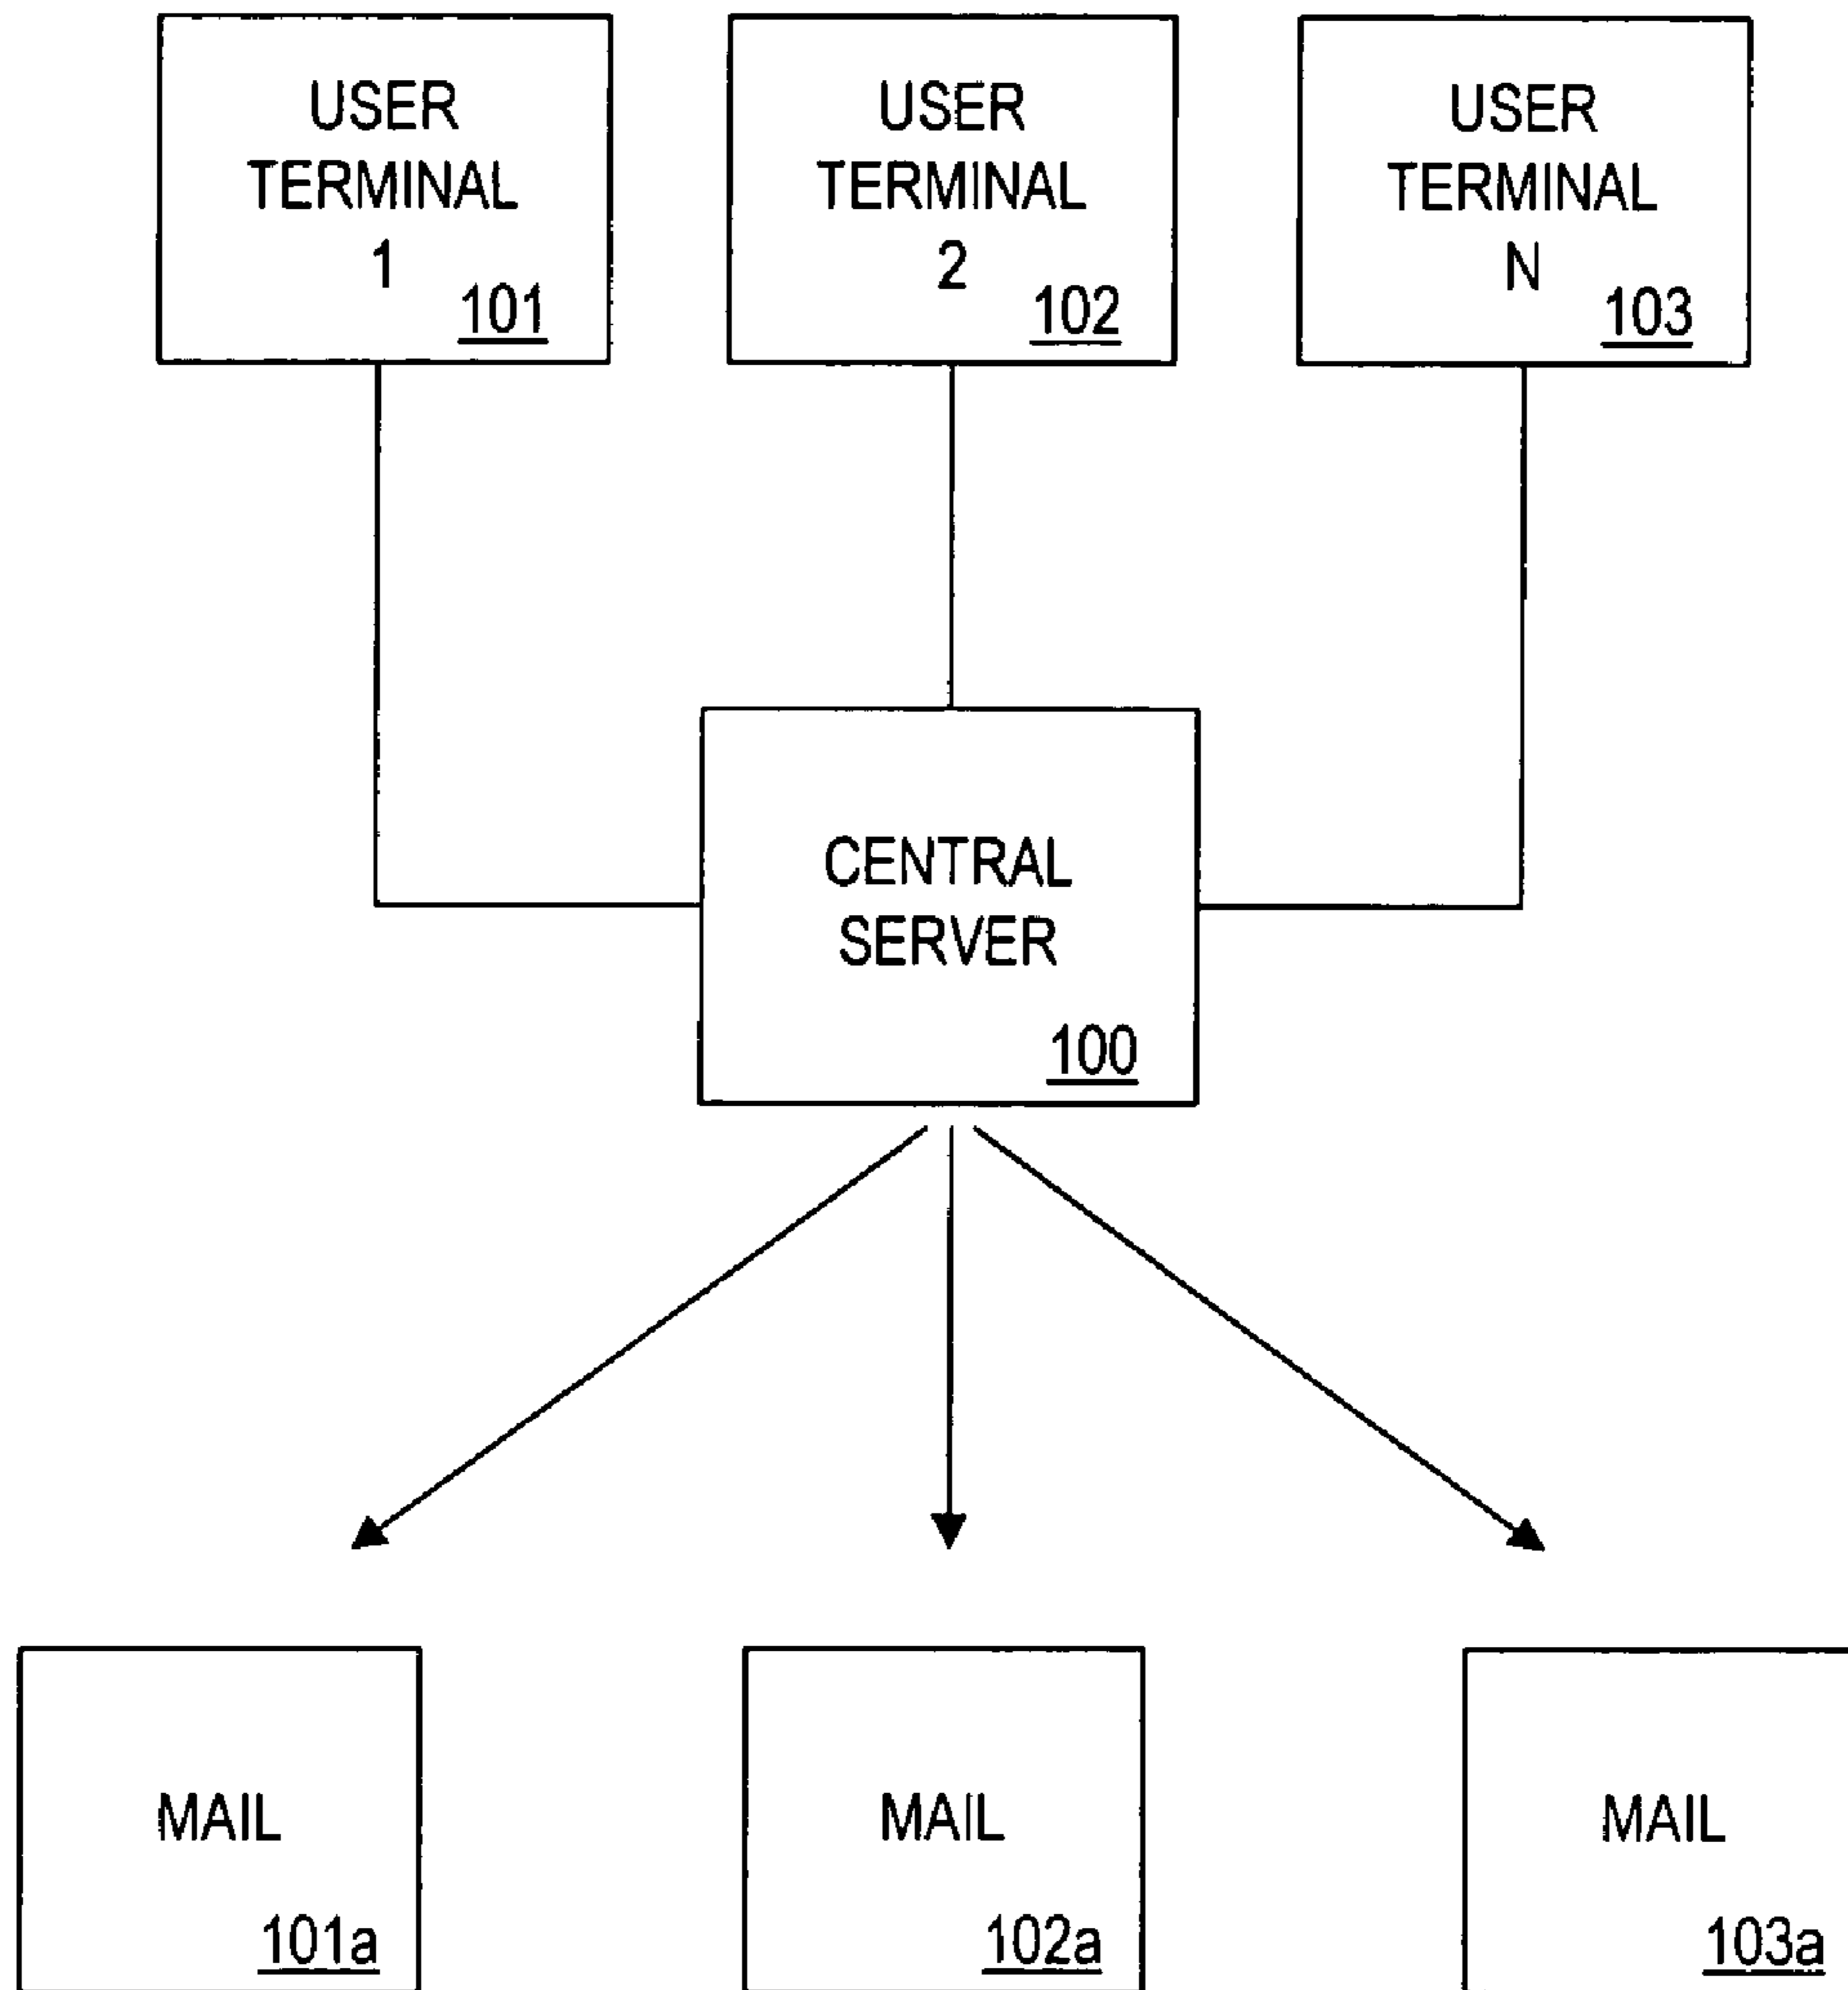 USER
TERMINAL
1
101
USER
TERMINAL
2
102
USER
TERMINAL
N
103
CENTRAL
SERVER
100
MAIL
101a
MAIL
102a
MAIL
103a